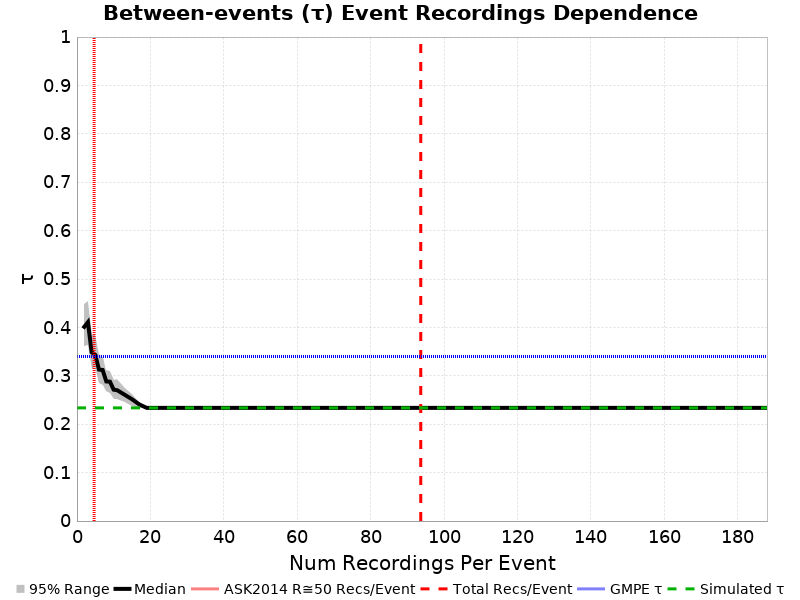 Between-events (τ) Event Recordings Dependence
1
0.9
0.8
0.7
0.6
0.5
0.4
0.3
0.2
0.1
0
τ
0 20 40 60 80 100 120 140 160 180
Num Recordings Per Event
95% Range Median ASK2014 R≅50 Recs/Event Total Recs/Event GMPE τ Simulated τ